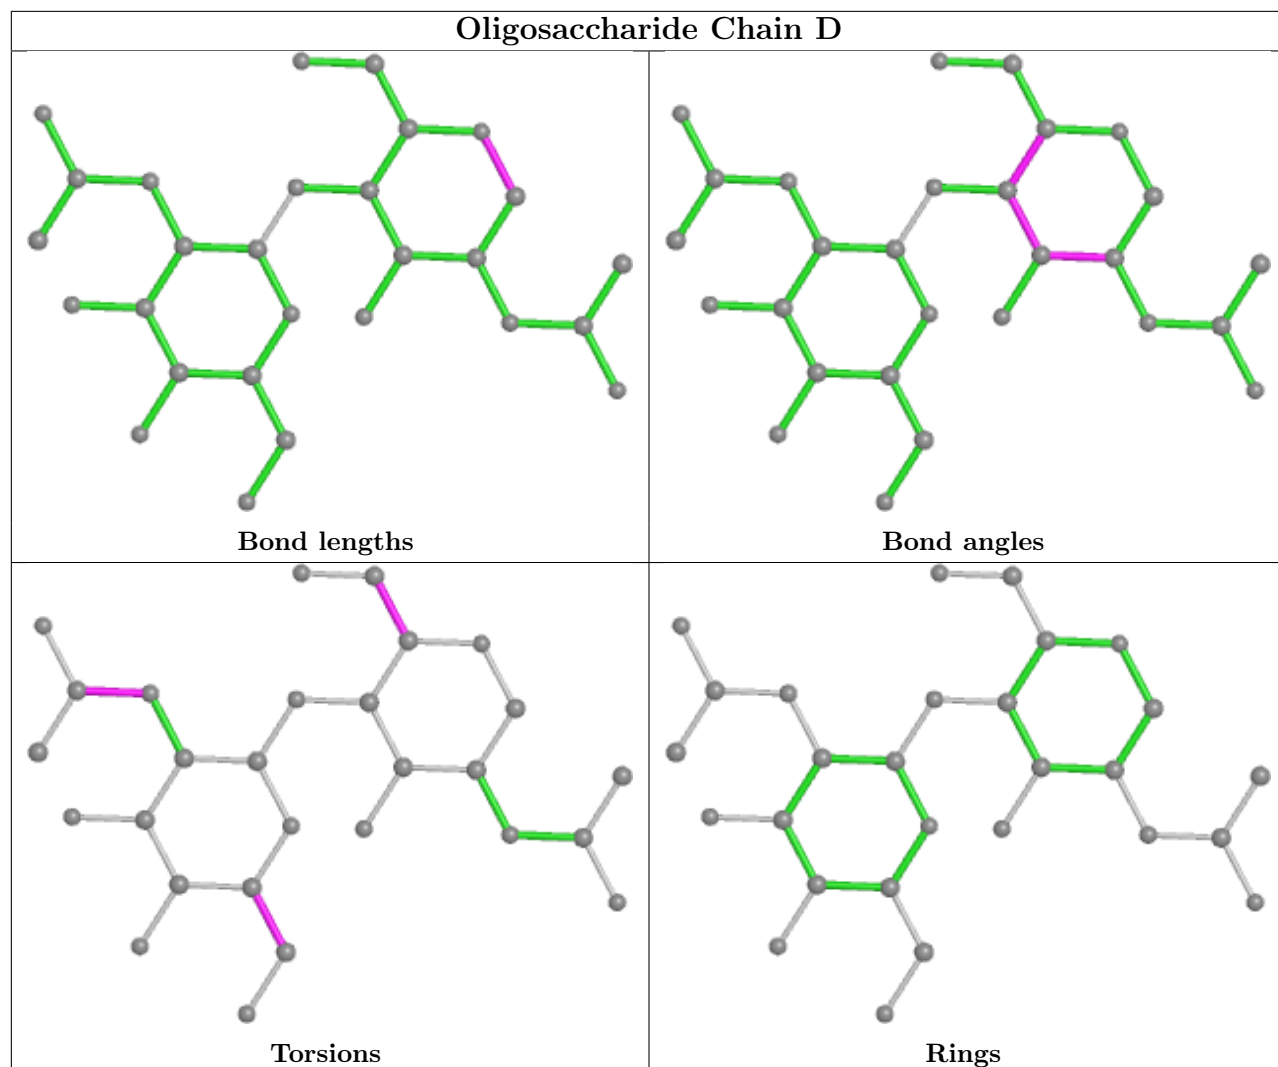 Oligosaccharide Chain D
Bond lengths
Bond angles
Torsions
Rings